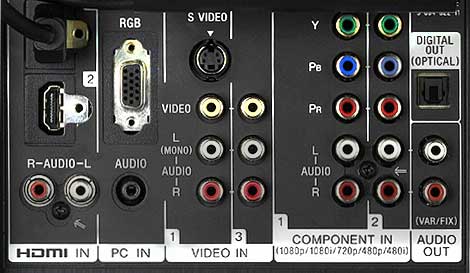 RGB
S VIDEO
Y
DIGITAL
OUT
(OPTICAL)
PB
2
VIDEO
PR
L
(MONO)
AUDIO
R
L
AUDIO
R
R-AUDIO-L
AUDIO
(VAR/FIX)
1
3
1
2
HDMI IN
PC IN
VIDEO IN
COMPONENT IN
(1080p/1080i/720p/480p/480i)
AUDIO
OUT